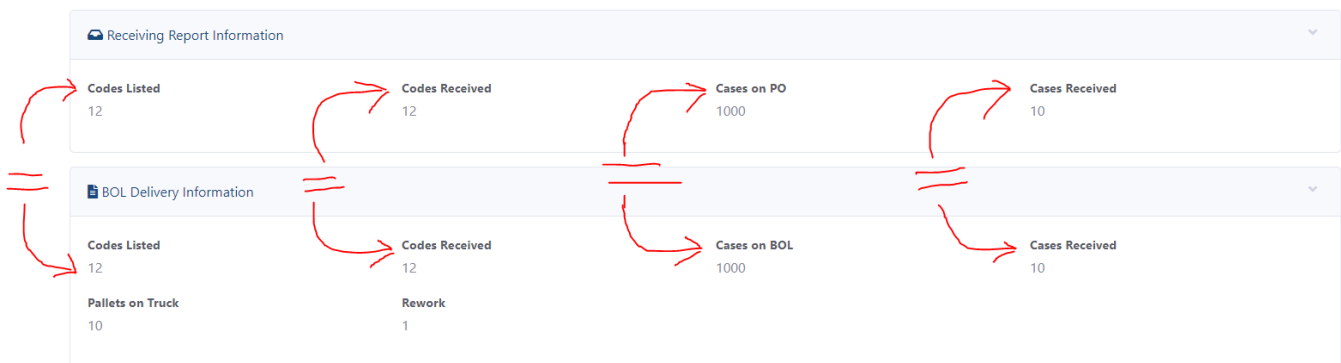 Receiving Report Information
Codes Listed Codes Received Cases on PO Cases Received
12 12 1000 10
BOL Delivery Information
Codes Listed Codes Received Cases on BOL Cases Received
12 12 1000 10
Pallets on Truck Rework
10 1